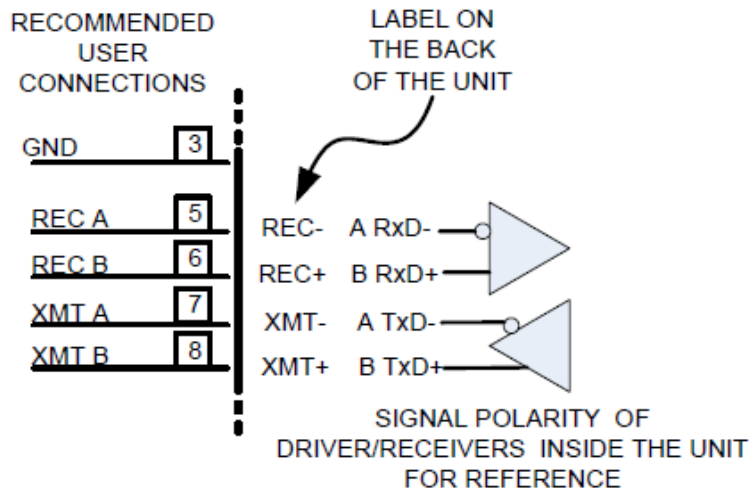 RECOMMENDED
USER
CONNECTIONS
LABEL ON
THE BACK
OF THE UNIT
GND 3
REC A 5
REC- A RxD-
REC B 6
REC+ B RxD+
XMT A 7
XMT- A TxD-
XMT B 8
XMT+ B TxD+
SIGNAL POLARITY OF
DRIVER/RECEIVERS INSIDE THE UNIT
FOR REFERENCE